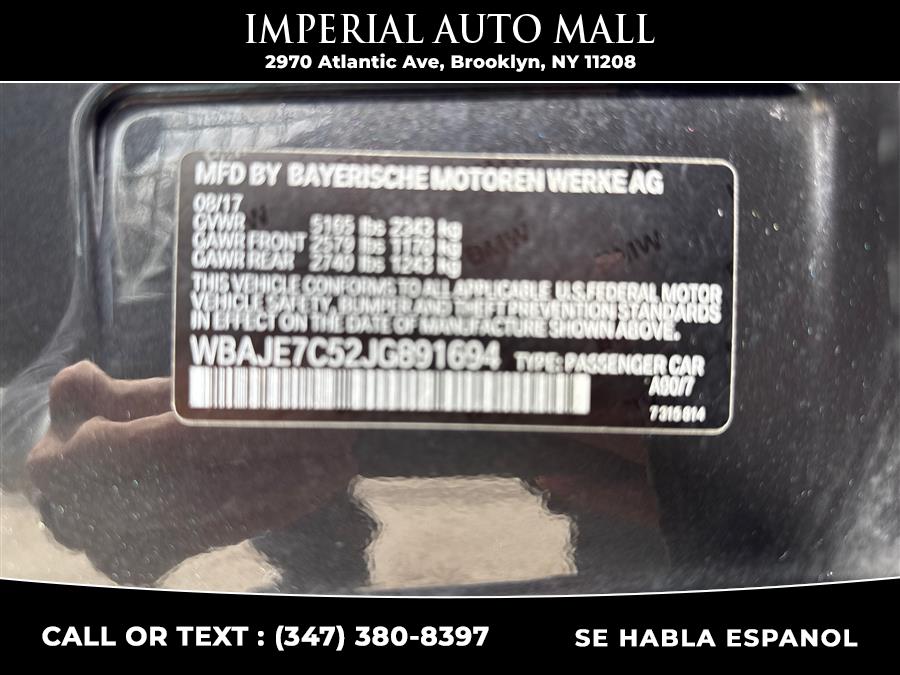 IMPERIAL AUTO MALL
2970 Atlantic Ave, Brooklyn, NY 11208
MFD BY BAYERISCHE MOTOREN WERKE AG
08/17
GVWR 5165 lbs 2343 kg
GAWR FRONT 2579 lbs 1170 kg
GAWR REAR 2740 lbs 1243 kg
THIS VEHICLE CONFORMS TO ALL APPLICABLE U.S. FEDERAL MOTOR
VEHICLE SAFETY, BUMPER AND THEFT PREVENTION STANDARDS
IN EFFECT ON THE DATE OF MANUFACTURE SHOWN ABOVE.
WBAJE7C52JG891694 TYPE: PASSENGER CAR
A90/7
CALL OR TEXT : (347) 380-8397
SE HABLA ESPANOL